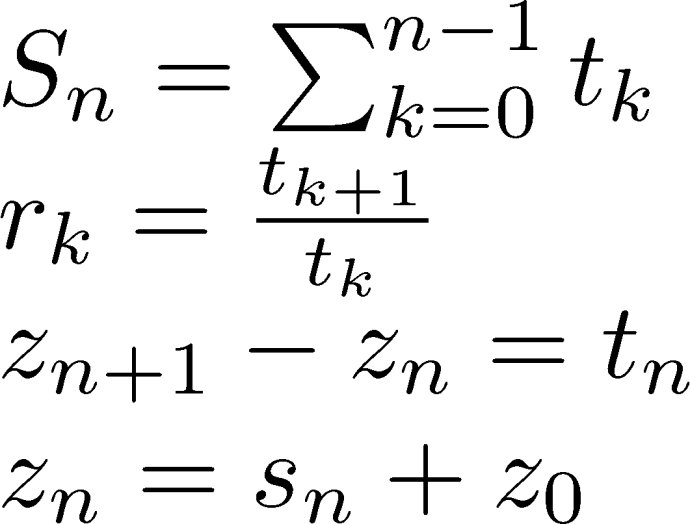 S_n = \sum_{k=0}^{n-1} t_k
r_k = \frac{t_{k+1}}{t_k}
z_{n+1} - z_n = t_n
z_n = s_n + z_0